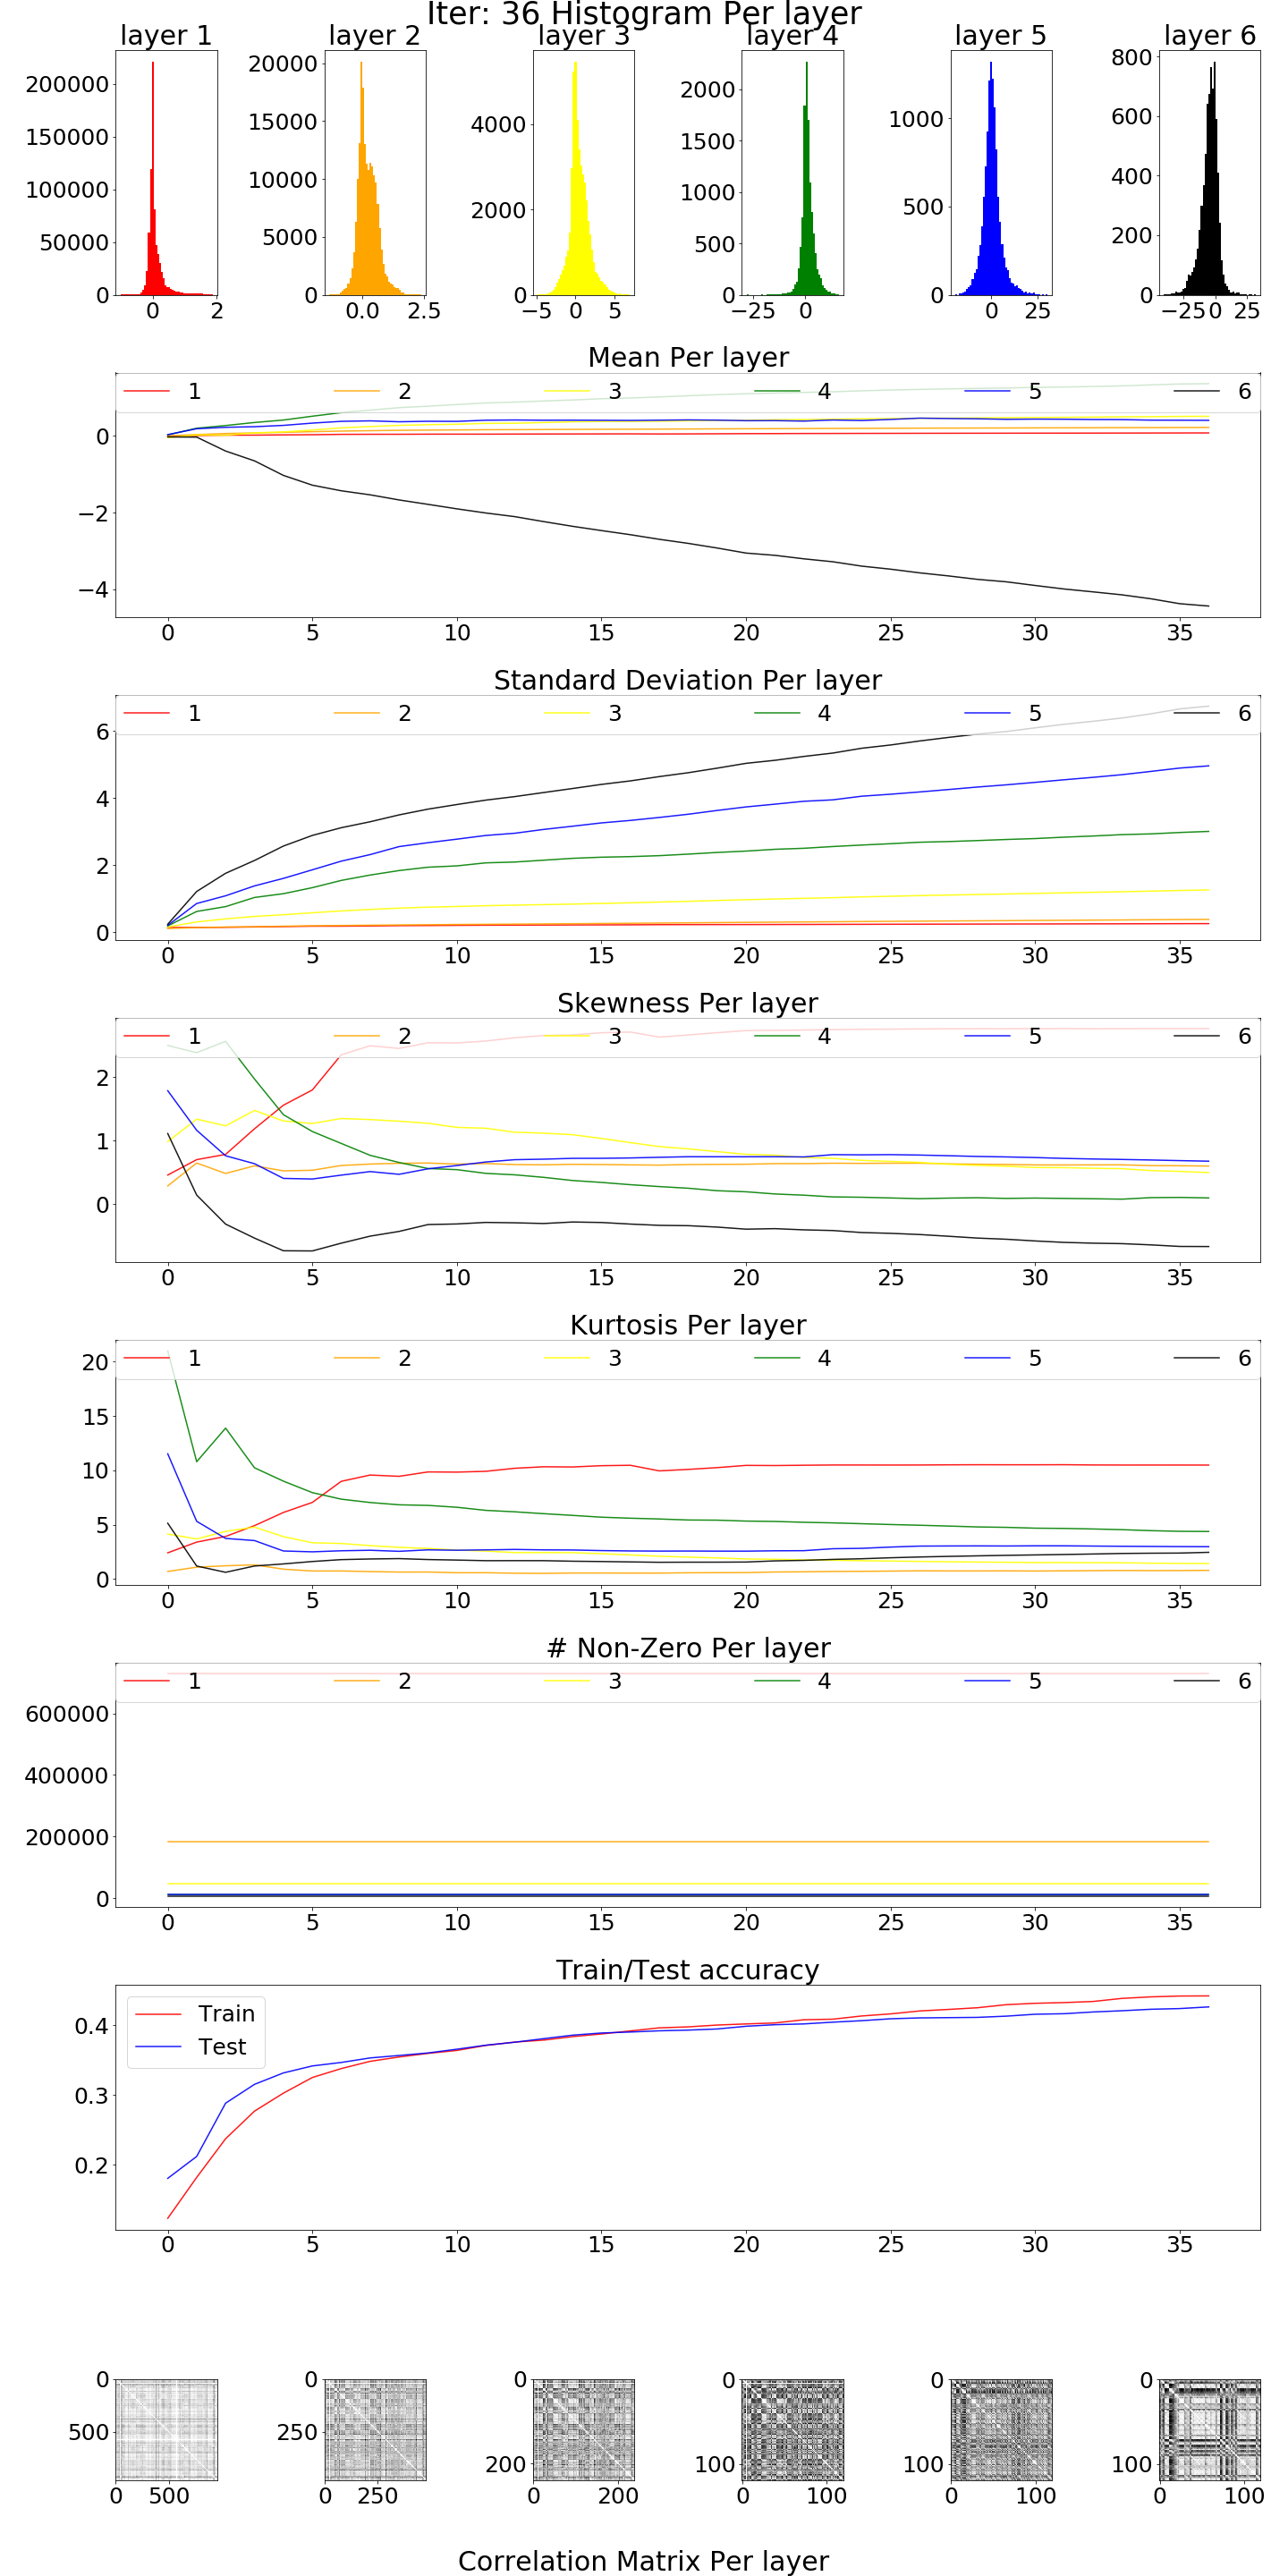 Iter: 36 Histogram Per layer
layer 1 layer 2 layer 3 layer 4 layer 5 layer 6
200000 150000 100000 50000 0
0 2
20000 15000 10000 5000 0
0.0 2.5
4000 2000 0
−5 0 5
2000 1500 1000 500 0
−25 0
1000 500 0
0 25
800 600 400 200 0
−25 0 25
Mean Per layer
1 2 3 4 5 6
0
−2
−4
0 5 10 15 20 25 30 35
Standard Deviation Per layer
1 2 3 4 5 6
6
4
2
0
0 5 10 15 20 25 30 35
Skewness Per layer
1 2 3 4 5 6
2
1
0
0 5 10 15 20 25 30 35
Kurtosis Per layer
1 2 3 4 5 6
20
15
10
5
0
0 5 10 15 20 25 30 35
# Non-Zero Per layer
1 2 3 4 5 6
600000
400000
200000
0
0 5 10 15 20 25 30 35
Train/Test accuracy
Train
Test
0.4
0.3
0.2
0 5 10 15 20 25 30 35
0 500
0 500
0 250
0 250
0 200
0 200
0 100
0 100
0 100
0 100
0 100
0 100
Correlation Matrix Per layer